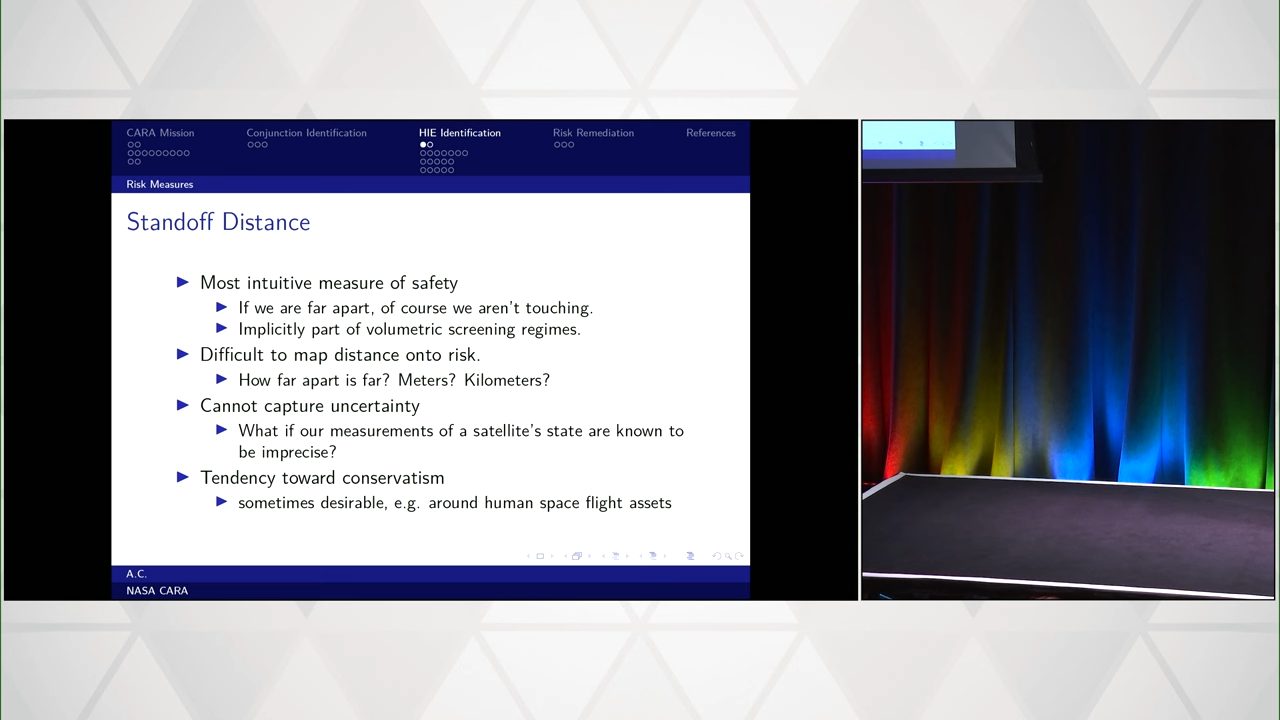 CARA Mission
Conjunction Identification
HIE Identification
Risk Remediation
References
Risk Measures
Standoff Distance
Most intuitive measure of safety
If we are far apart, of course we aren't touching.
Implicitly part of volumetric screening regimes.
Difficult to map distance onto risk.
How far apart is far? Meters? Kilometers?
Cannot capture uncertainty
What if our measurements of a satellite's state are known to
be imprecise?
Tendency toward conservatism
sometimes desirable, e.g. around human space flight assets
A.C.
NASA CARA